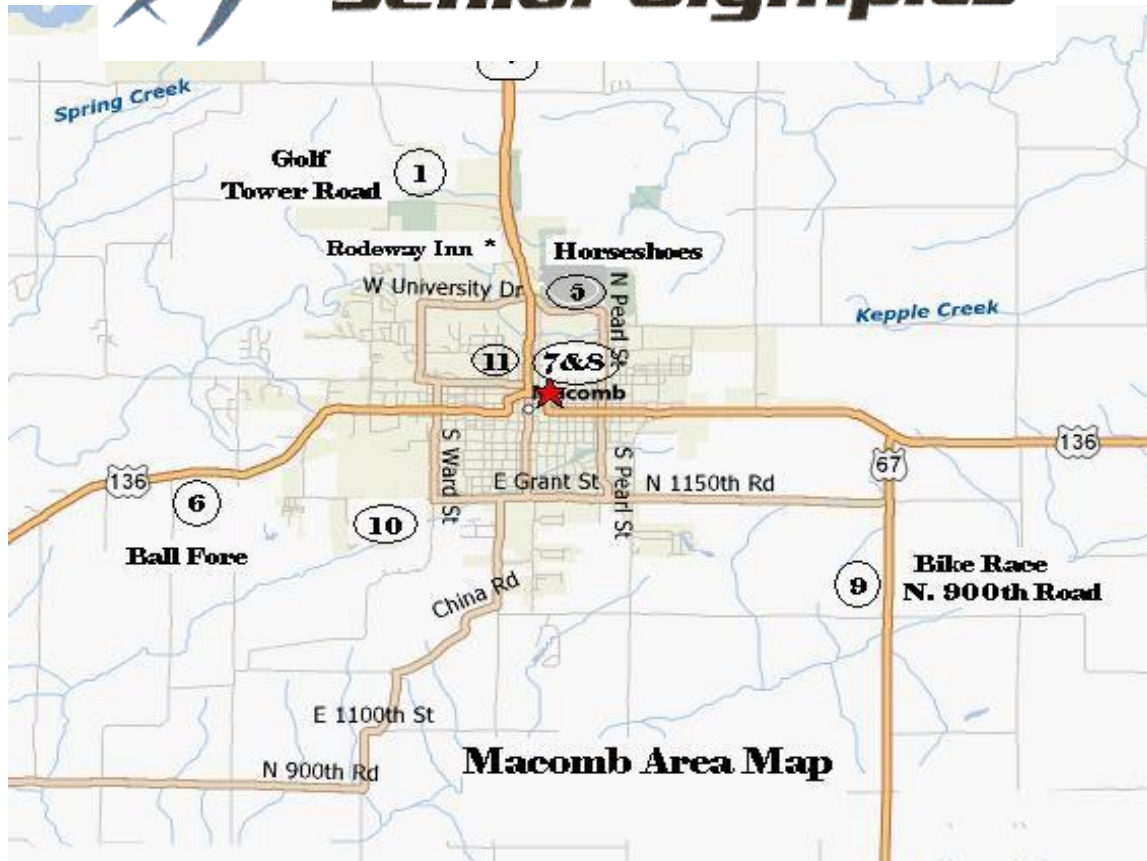 Senior Olympics
Spring Creek
Golf
Tower Road
1
Rodeway Inn *
Horseshoes
W University Dr
5
N Pearl St
Kepple Creek
11
7&8
Macomb
136
136
67
S Ward St
E Grant St
S Pearl St
N 1150th Rd
6
10
Ball Fore
9
Bike Race
N. 900th Road
China Rd
E 1100th St
N 900th Rd
Macomb Area Map